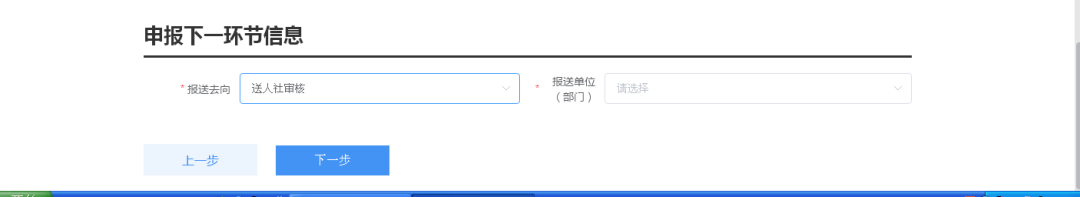 申报下一环节信息
* 报送去向 送人社审核
* 报送单位（部门） 请选择
上一步 下一步